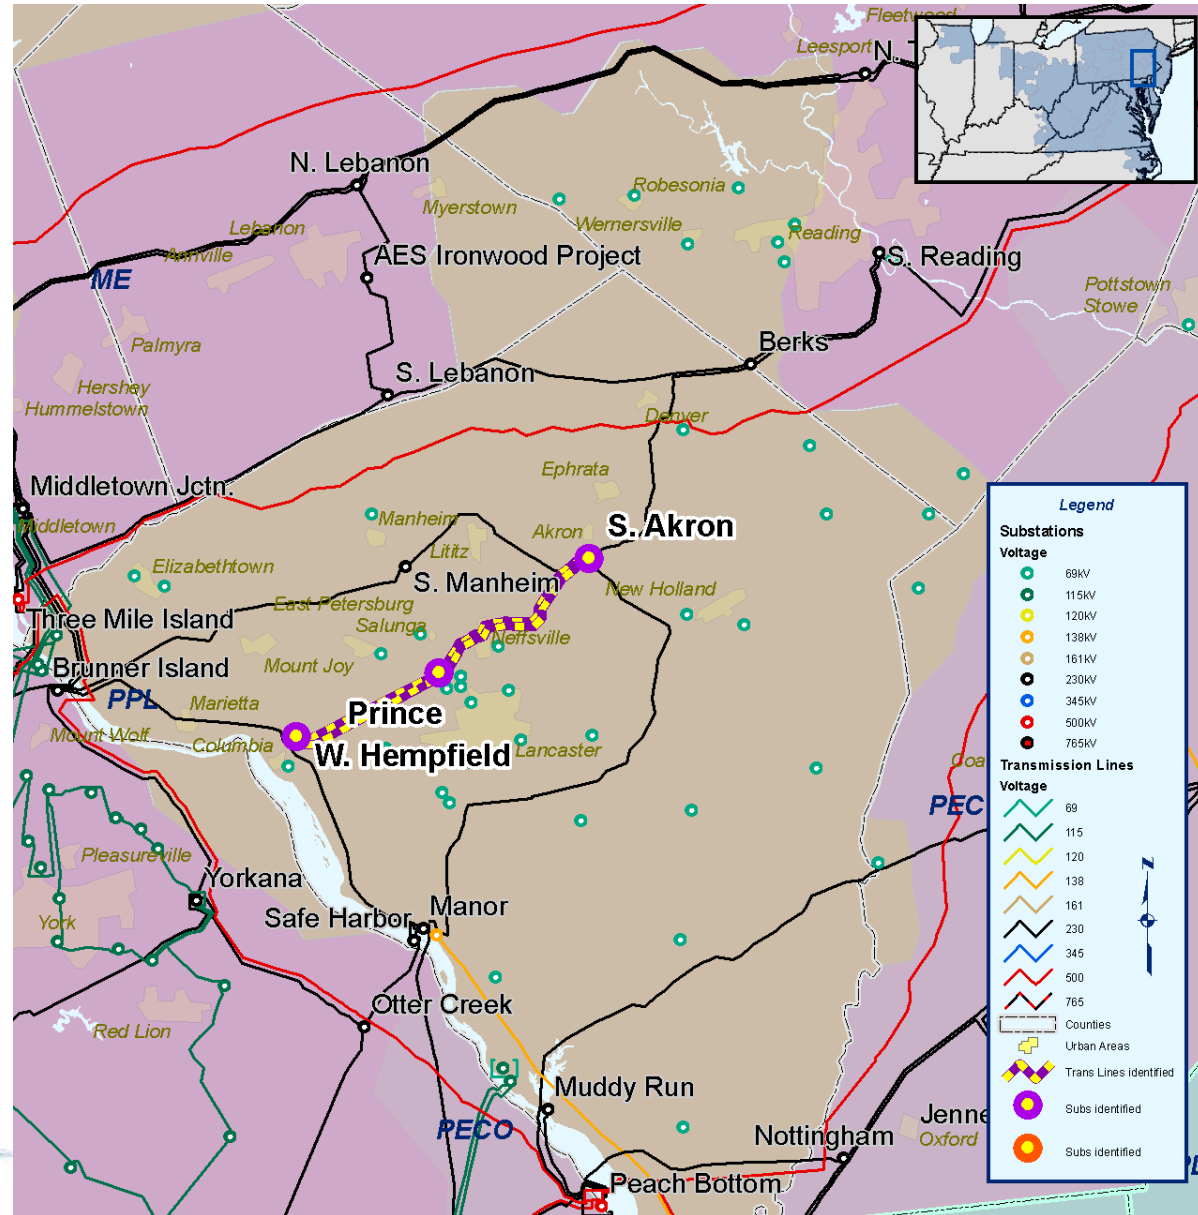 Fleetwood
Leesport
N. T
N. Lebanon
Robesonia
Myerstown
Wernersville
Lebanon
Reading
Annville
AES Ironwood Project
S. Reading
ME
Pottstown
Stowe
Palmyra
Berks
S. Lebanon
Hershey
Hummelstown
Denver
Ephrata
Middletown Jctn.
Middletown
Manheim
Akron
S. Akron
Lititz
Elizabethtown
S. Manheim
New Holland
East Petersburg
Three Mile Island
Salunga
Neffsville
Brunner Island
Mount Joy
PPL
Marietta
Prince
Mount Wolf
Columbia
W. Hempfield
Lancaster
Coa
PEC
Pleasureville
Yorkana
York
Safe Harbor
Manor
Otter Creek
Red Lion
Muddy Run
PECO
Jenne
Oxford
Nottingham
Peach Bottom
Legend
Substations
Voltage
69kV
115kV
120kV
138kV
161kV
230kV
345kV
500kV
765kV
Transmission Lines
Voltage
69
115
120
138
161
230
345
500
765
Counties
Urban Areas
Trans Lines identified
Subs identified
Subs identified
N